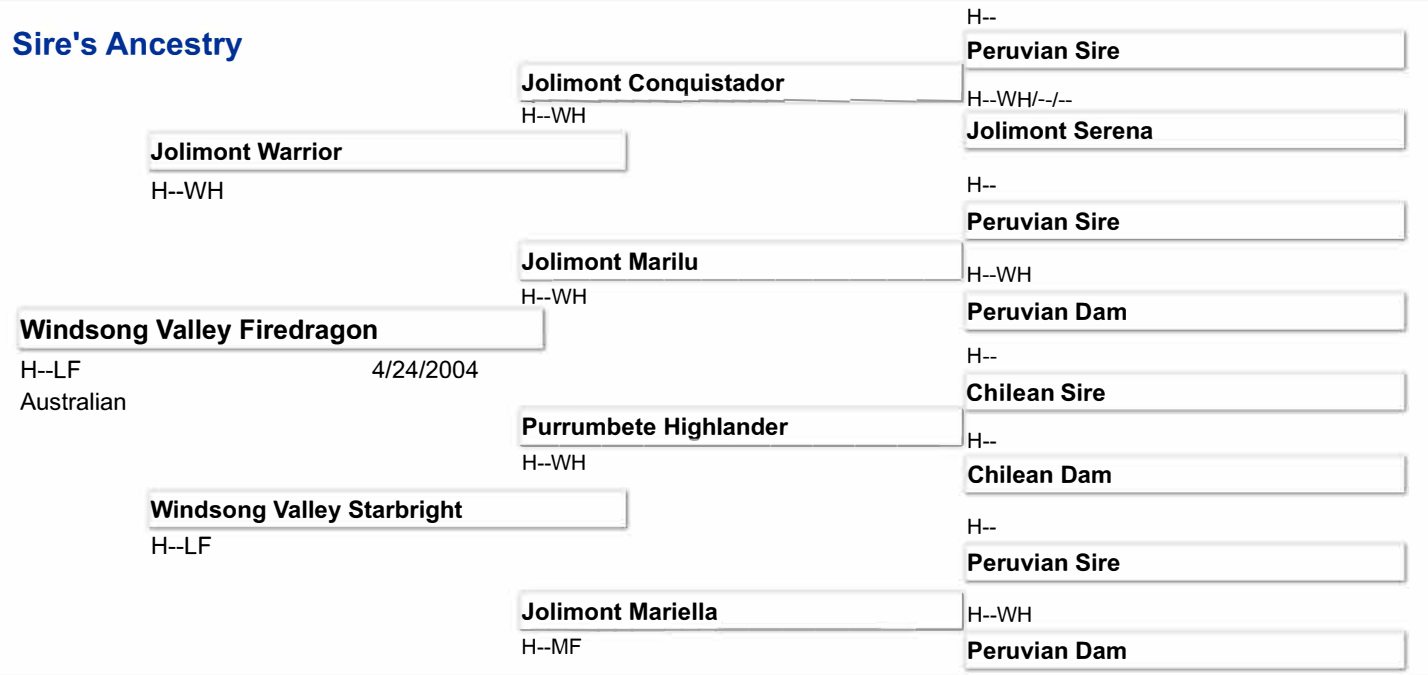 Sire's Ancestry
H--
Peruvian Sire
Jolimont Conquistador
H--WH/--/--
H--WH
Jolimont Serena
Jolimont Warrior
H--WH
H--
Peruvian Sire
Jolimont Marilu
H--WH
H--WH
Peruvian Dam
Windsong Valley Firedragon
H--LF 4/24/2004
Australian
H--
Chilean Sire
Purrumbete Highlander
H--
H--WH
Chilean Dam
Windsong Valley Starbright
H--LF
H--
Peruvian Sire
Jolimont Mariella
H--WH
H--MF
Peruvian Dam